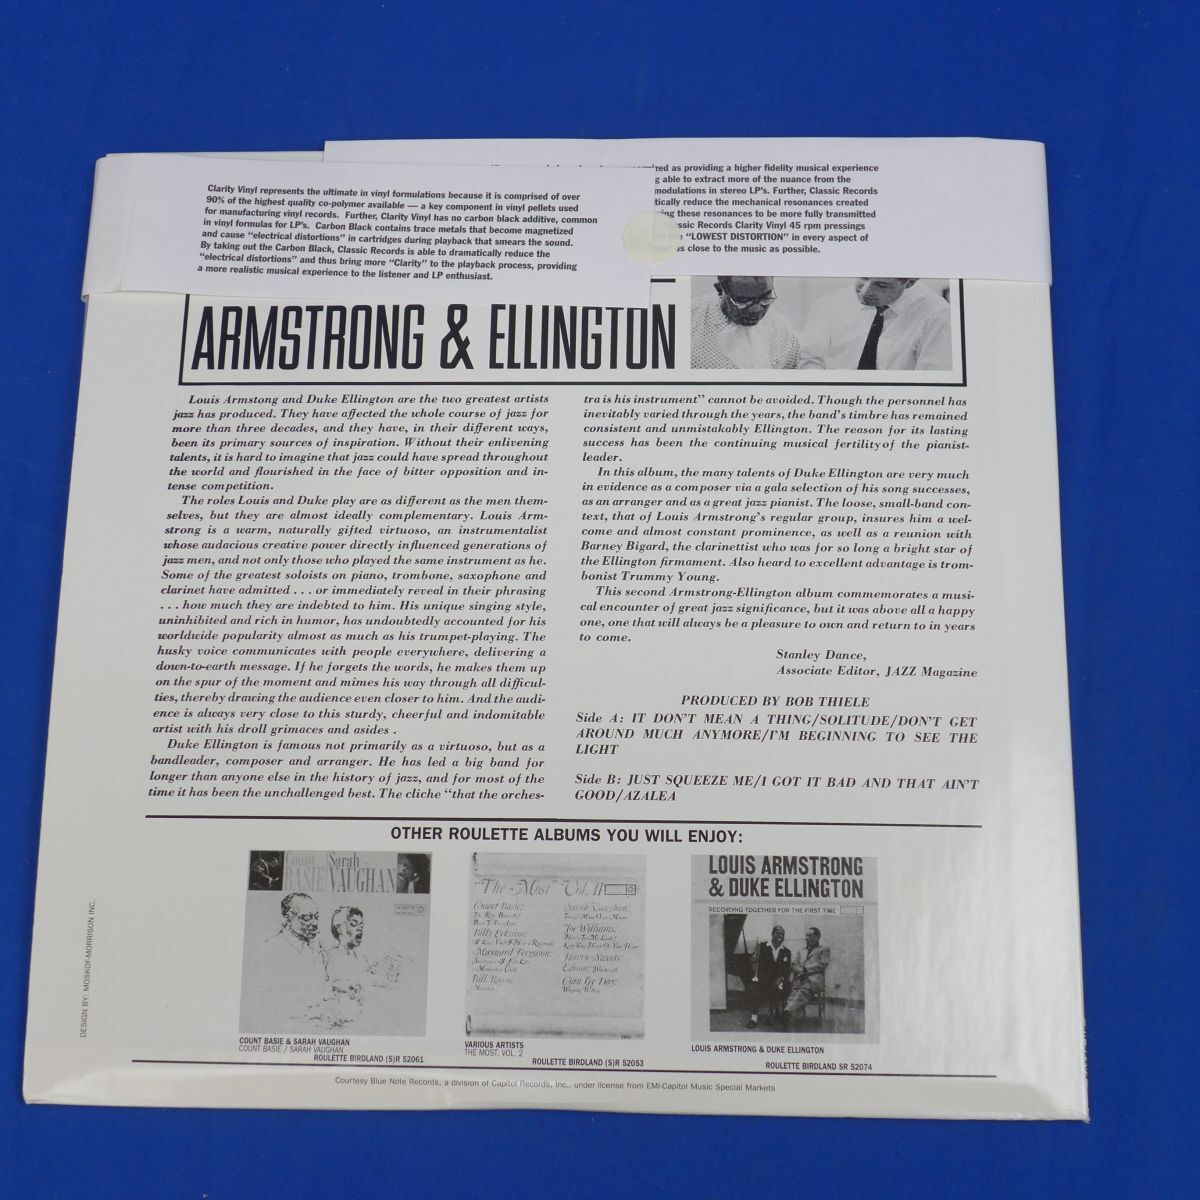 Clarity Vinyl represents the ultimate in vinyl formulations because it is comprised of over
90% of the highest quality co-polymer available — a key component in vinyl pellets used
for manufacturing vinyl records. Further, Clarity Vinyl has no carbon black additive, common
in vinyl formulas for LP's. Carbon Black contains trace metals that become magnetized
and cause "electrical distortions" in cartridges during playback that smears the sound.
By taking out the Carbon Black, Classic Records is able to dramatically reduce the
"electrical distortions" and thus bring more "Clarity" to the playback process, providing
a more realistic musical experience to the listener and LP enthusiast.
as providing a higher fidelity musical experience
able to extract more of the nuance from the
modulations in stereo LP's. Further, Classic Records
reduce the mechanical resonances created
these resonances to be more fully transmitted
Classic Records Clarity Vinyl 45 rpm pressings
"LOWEST DISTORTION" in every aspect of
as close to the music as possible.
ARMSTRONG & ELLINGTON
Louis Armstong and Duke Ellington are the two greatest artists
jazz has produced. They have affected the whole course of jazz for
more than three decades, and they have, in their different ways,
been its primary sources of inspiration. Without their enlivening
talents, it is hard to imagine that jazz could have spread throughout
the world and flourished in the face of bitter opposition and in-
tense competition.
The roles Louis and Duke play are as different as the men them-
selves, but they are almost ideally complementary. Louis Arm-
strong is a warm, naturally gifted virtuoso, an instrumentalist
whose audacious creative power directly influenced generations of
jazz men, and not only those who played the same instrument as he.
Some of the greatest soloists on piano, trombone, saxophone and
clarinet have admitted . . . or immediately reveal in their phrasing
. . . how much they are indebted to him. His unique singing style,
uninhibited and rich in humor, has undoubtedly accounted for his
worldwide popularity almost as much as his trumpet-playing. The
husky voice communicates with people everywhere, delivering a
down-to-earth message. If he forgets the words, he makes them up
on the spur of the moment and mimes his way through all difficul-
ties, thereby drawing the audience even closer to him. And the audi-
ence is always very close to this sturdy, cheerful and indomitable
artist with his droll grimaces and asides .
Duke Ellington is famous not primarily as a virtuoso, but as a
bandleader, composer and arranger. He has led a big band for
longer than anyone else in the history of jazz, and for most of the
time it has been the unchallenged best. The cliche "that the orches-
tra is his instrument" cannot be avoided. Though the personnel has
inevitably varied through the years, the band's timbre has remained
consistent and unmistakably Ellington. The reason for its lasting
success has been the continuing musical fertility of the pianist-
leader.
In this album, the many talents of Duke Ellington are very much
in evidence as a composer via a gala selection of his song successes,
as an arranger and as a great jazz pianist. The loose, small-band con-
text, that of Louis Armstrong's regular group, insures him a wel-
come and almost constant prominence, as well as a reunion with
Barney Bigard, the clarinettist who was for so long a bright star of
the Ellington firmament. Also heard to excellent advantage is trom-
bonist Trummy Young.
This second Armstrong-Ellington album commemorates a musi-
cal encounter of great jazz significance, but it was above all a happy
one, one that will always be a pleasure to own and return to in years
to come.
Stanley Dance,
Associate Editor, JAZZ Magazine
PRODUCED BY BOB THIELE
Side A: IT DON'T MEAN A THING/SOLITUDE/DON'T GET
AROUND MUCH ANYMORE/I'M BEGINNING TO SEE THE
LIGHT
Side B: JUST SQUEEZE ME/I GOT IT BAD AND THAT AIN'T
GOOD/AZALEA
OTHER ROULETTE ALBUMS YOU WILL ENJOY:
Count Sarah
BASIE VAUGHAN
"The Most" Vol. II
Count Basie:
Billy Eckstine:
Maynard Ferguson:
Sarah Vaughan:
Joe Williams:
Harry Sweets
Edison:
LOUIS ARMSTRONG
& DUKE ELLINGTON
RECORDING TOGETHER FOR THE FIRST TIME
COUNT BASIE & SARAH VAUGHAN
COUNT BASIE / SARAH VAUGHAN
ROULETTE BIRDLAND (S)R 52061
VARIOUS ARTISTS
THE MOST, VOL. 2
ROULETTE BIRDLAND (S)R 52053
LOUIS ARMSTRONG & DUKE ELLINGTON
ROULETTE BIRDLAND SR 52074
Courtesy Blue Note Records, a division of Capitol Records, Inc., under license from EMI-Capitol Music Special Markets
DESIGN BY: MOSKOF-MORRISON INC.